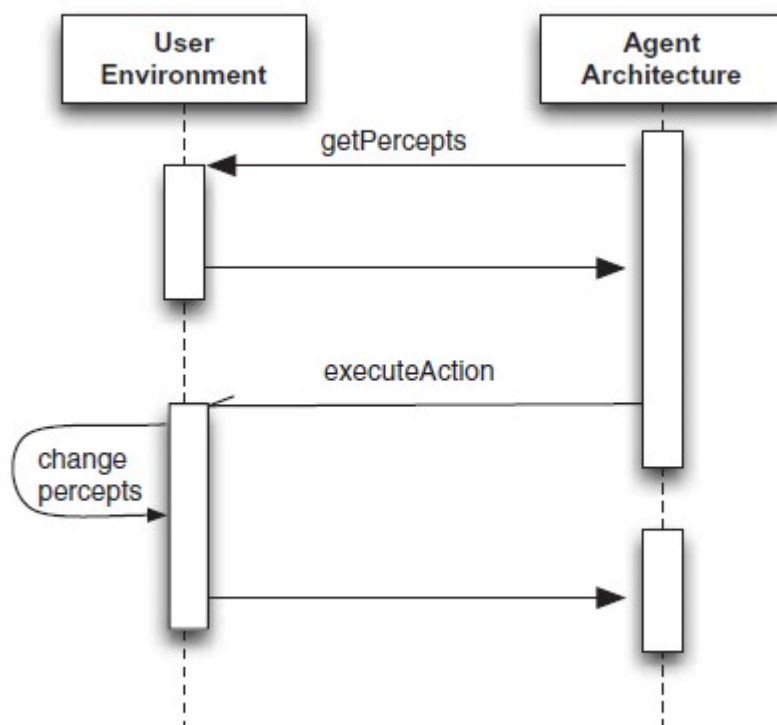 User
Environment
Agent
Architecture
getPercepts
executeAction
change
percepts